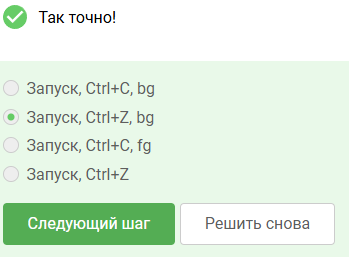 Так точно!
Запуск, Ctrl+C, bg
Запуск, Ctrl+Z, bg
Запуск, Ctrl+C, fg
Запуск, Ctrl+Z
Следующий шаг
Решить снова